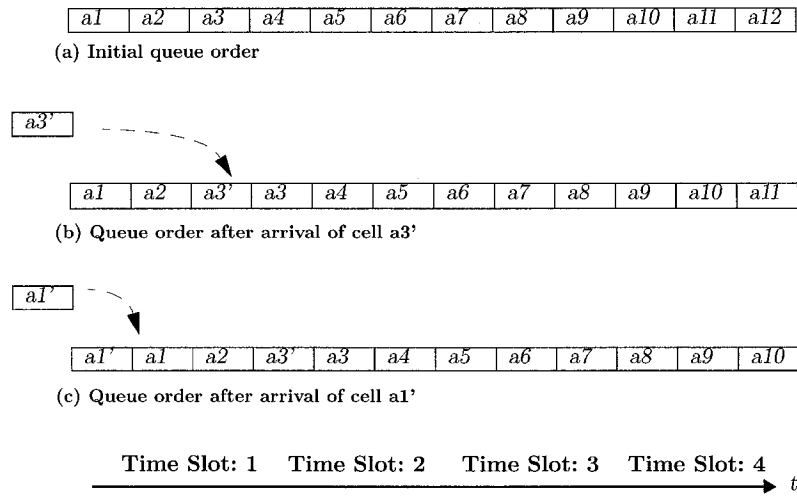 a1 a2 a3 a4 a5 a6 a7 a8 a9 a10 a11 a12
(a) Initial queue order
a3'
a1 a2 a3' a3 a4 a5 a6 a7 a8 a9 a10 a11
(b) Queue order after arrival of cell a3'
a1'
a1' a1 a2 a3' a3 a4 a5 a6 a7 a8 a9 a10
(c) Queue order after arrival of cell a1'
Time Slot: 1 Time Slot: 2 Time Slot: 3 Time Slot: 4
t